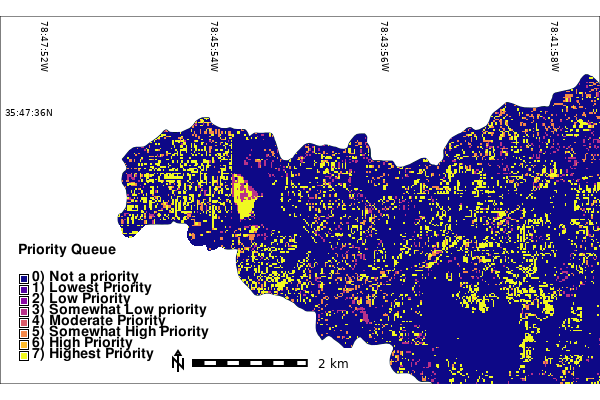 78:47:52W
78:45:54W
78:43:56W
78:41:58W
35:47:36N
Priority Queue
0) Not a priority
1) Lowest Priority
2) Low Priority
3) Somewhat Low priority
4) Moderate Priority
5) Somewhat High Priority
6) High Priority
7) Highest Priority
N
2 km